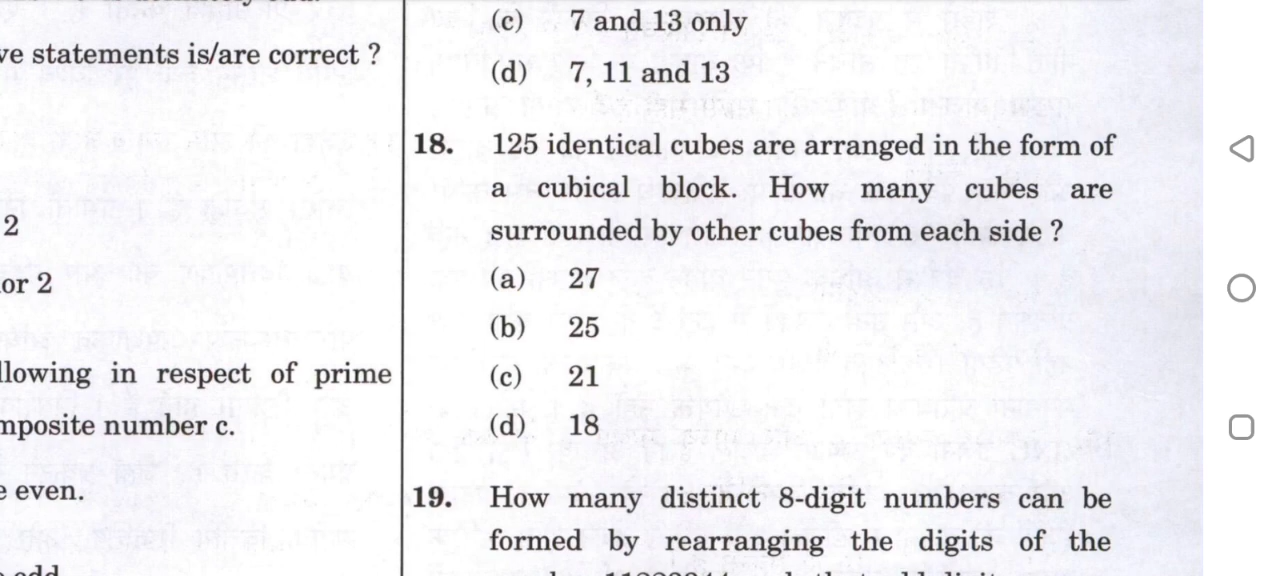 ve statements is/are correct ?
2
or 2
llowing in respect of prime
mposite number c.
e even.
odd
(c) 7 and 13 only
(d) 7, 11 and 13
18. 125 identical cubes are arranged in the form of
a cubical block. How many cubes are
surrounded by other cubes from each side ?
(a) 27
(b) 25
(c) 21
(d) 18
19. How many distinct 8-digit numbers can be
formed by rearranging the digits of the